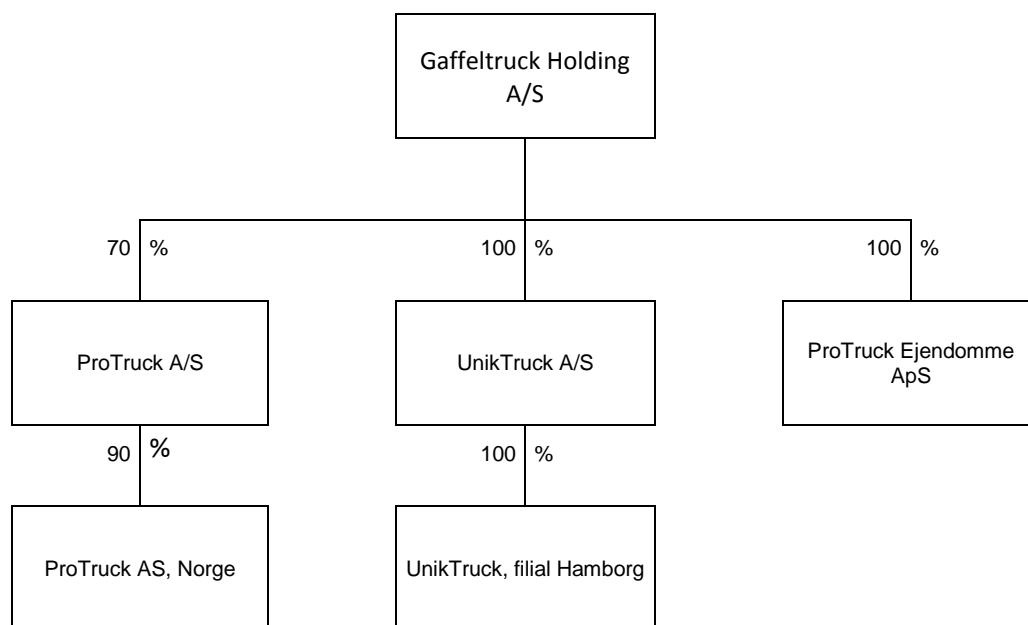 Gaffeltruck Holding
A/S
70 %
100 %
100 %
ProTruck A/S
UnikTruck A/S
ProTruck Ejendomme
ApS
90 %
100 %
ProTruck AS, Norge
UnikTruck, filial Hamborg